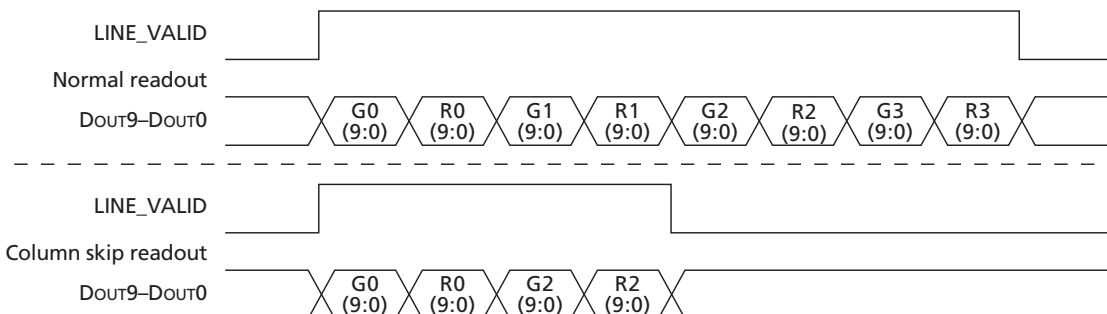 LINE_VALID
Normal readout
G0 R0 G1 R1 G2 R2 G3 R3
DOUT9–DOUT0
(9:0) (9:0) (9:0) (9:0) (9:0) (9:0) (9:0) (9:0)
LINE_VALID
Column skip readout
G0 R0 G2 R2
DOUT9–DOUT0
(9:0) (9:0) (9:0) (9:0)